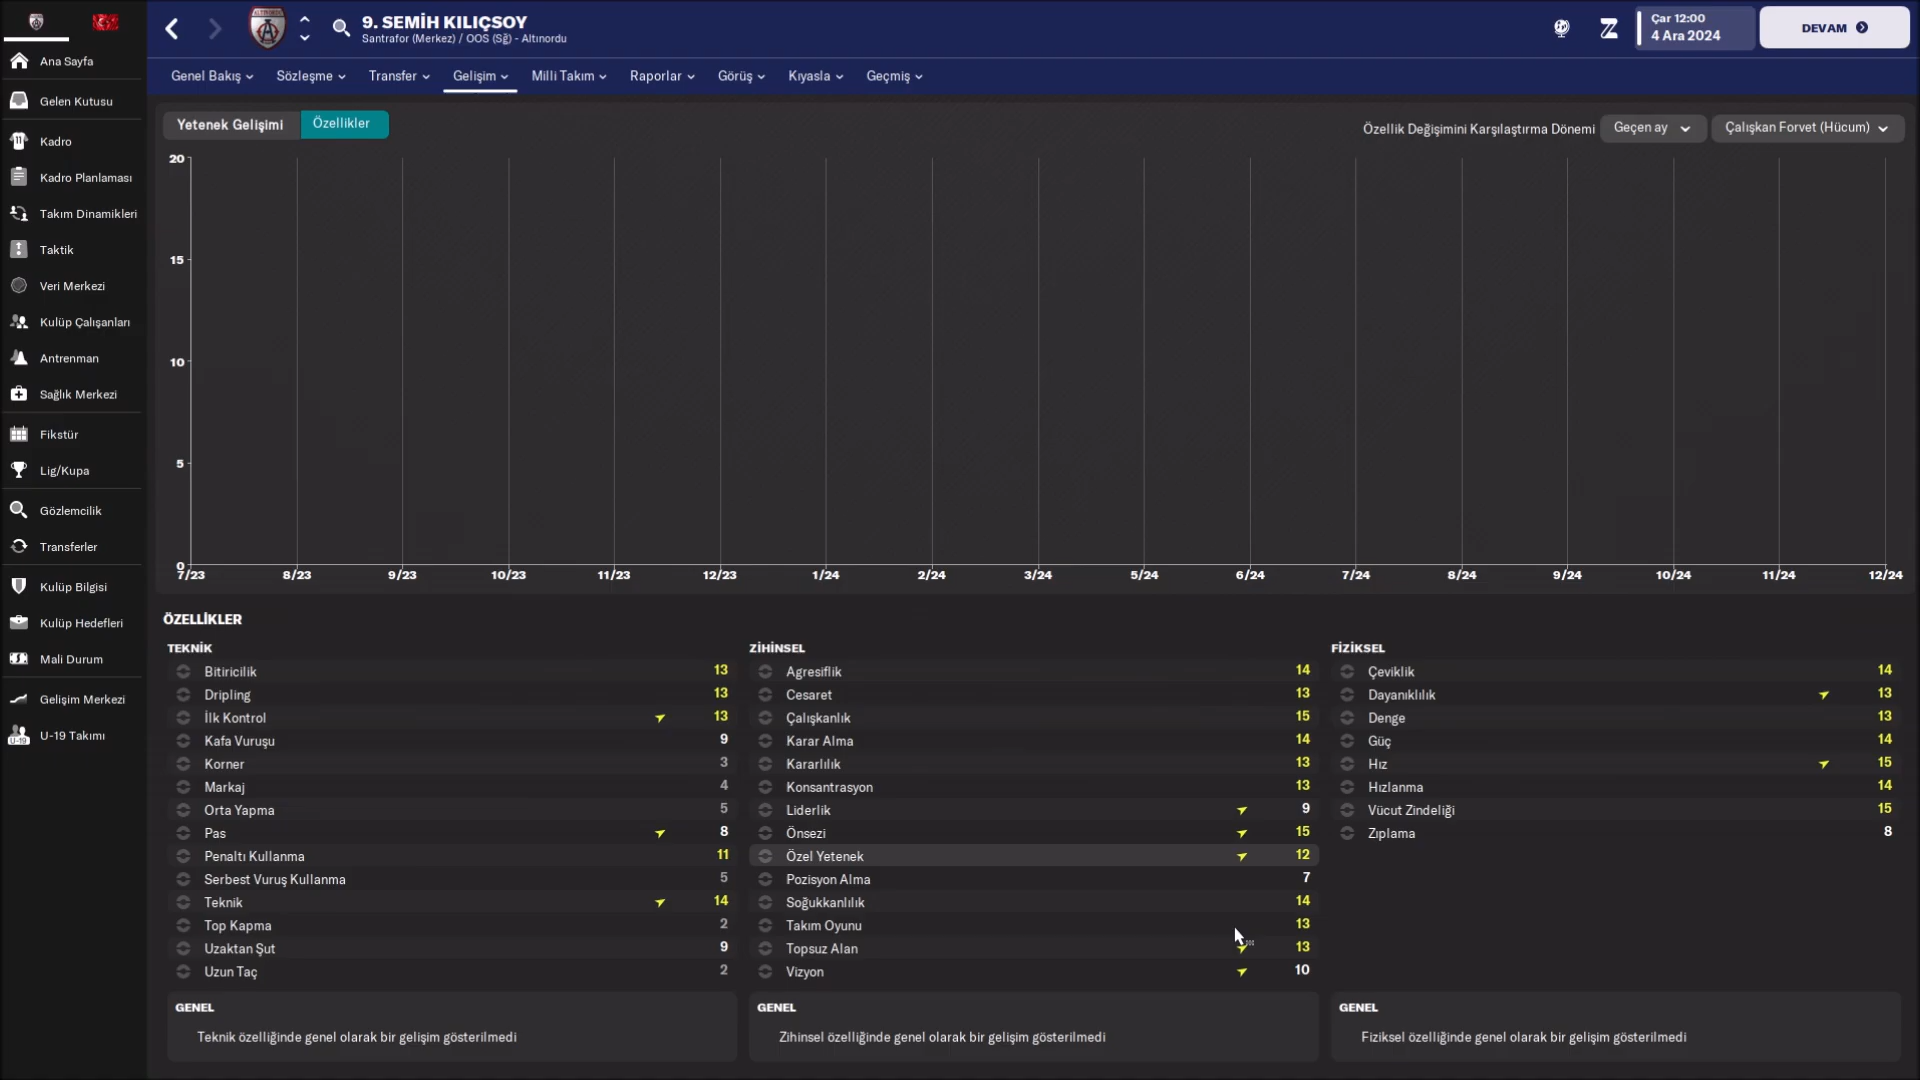 9. SEMİH KILIÇSOY
Santrafor (Merkez) / OOS (Sğ) - Altınordu
Çar 12:00
4 Ara 2024
DEVAM
Ana Sayfa
Gelen Kutusu
Kadro
Kadro Planlaması
Takım Dinamikleri
Taktik
Veri Merkezi
Kulüp Çalışanları
Antrenman
Sağlık Merkezi
Fikstür
Lig/Kupa
Gözlemcilik
Transferler
Kulüp Bilgisi
Kulüp Hedefleri
Mali Durum
Gelişim Merkezi
U-19 Takımı
Genel Bakış
Sözleşme
Transfer
Gelişim
Milli Takım
Raporlar
Görüş
Kıyasla
Geçmiş
Yetenek Gelişimi
Özellikler
Özellik Değişimini Karşılaştırma Dönemi
Geçen ay
Çalışkan Forvet (Hücum)
20
15
10
5
0
7/23 8/23 9/23 10/23 11/23 12/23 1/24 2/24 3/24 5/24 6/24 7/24 8/24 9/24 10/24 11/24 12/24
ÖZELLİKLER
TEKNİK
Bitiricilik 13
Dripling 13
İlk Kontrol 13
Kafa Vuruşu 9
Korner 3
Markaj 4
Orta Yapma 5
Pas 8
Penaltı Kullanma 11
Serbest Vuruş Kullanma 5
Teknik 14
Top Kapma 2
Uzaktan Şut 9
Uzun Taç 2
GENEL
Teknik özelliğinde genel olarak bir gelişim gösterilmedi
ZİHİNSEL
Agresiflik 14
Cesaret 13
Çalışkanlık 15
Karar Alma 14
Kararlılık 13
Konsantrasyon 13
Liderlik 9
Önsezi 15
Özel Yetenek 12
Pozisyon Alma 7
Soğukkanlılık 14
Takım Oyunu 13
Topsuz Alan 13
Vizyon 10
GENEL
Zihinsel özelliğinde genel olarak bir gelişim gösterilmedi
FİZİKSEL
Çeviklik 14
Dayanıklılık 13
Denge 13
Güç 14
Hız 15
Hızlanma 14
Vücut Zindeliği 15
Zıplama 8
GENEL
Fiziksel özelliğinde genel olarak bir gelişim gösterilmedi